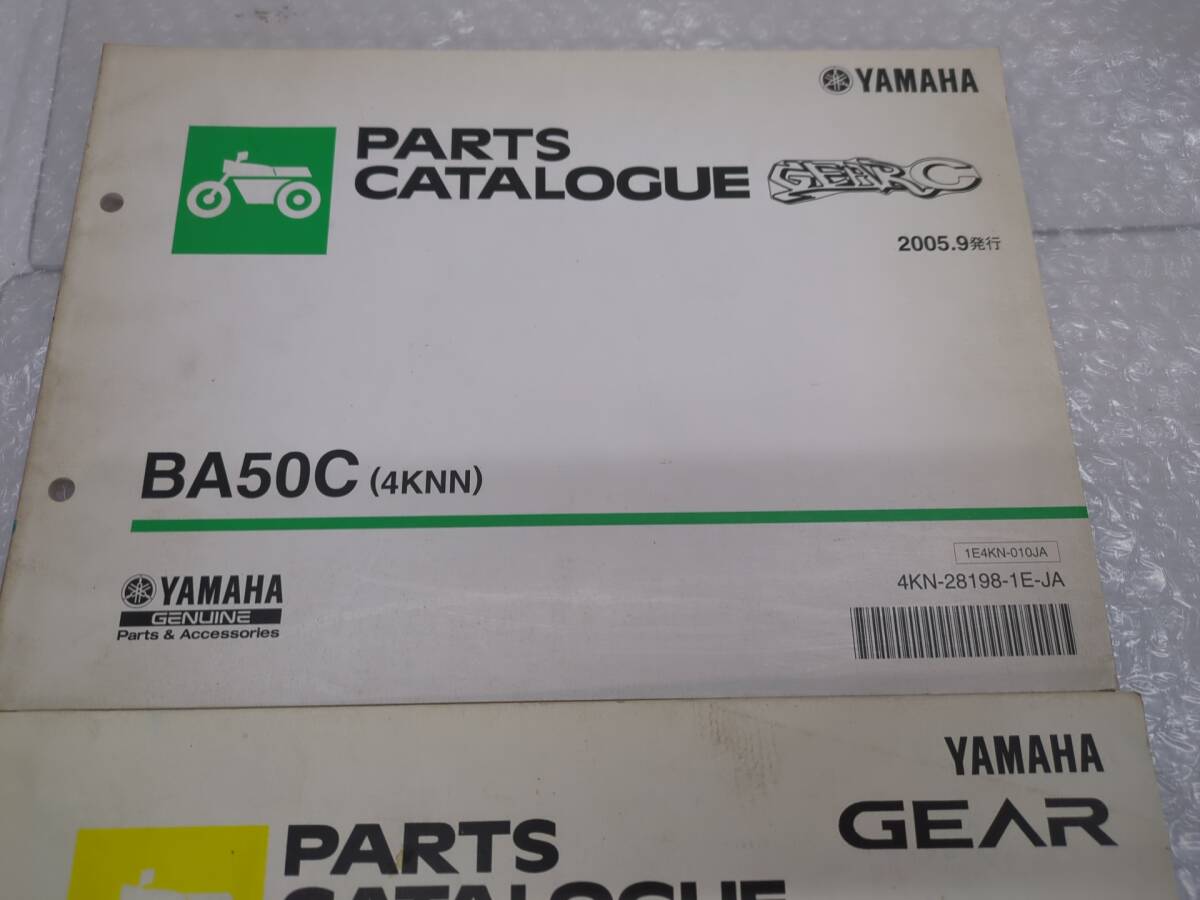 YAMAHA
PARTS
CATALOGUE GEAR C
2005.9発行
BA50C (4KNN)
1E4KN-010JA
4KN-28198-1E-JA
YAMAHA
GENUINE
Parts & Accessories
YAMAHA
GEAR
PARTS
CATALOGUE